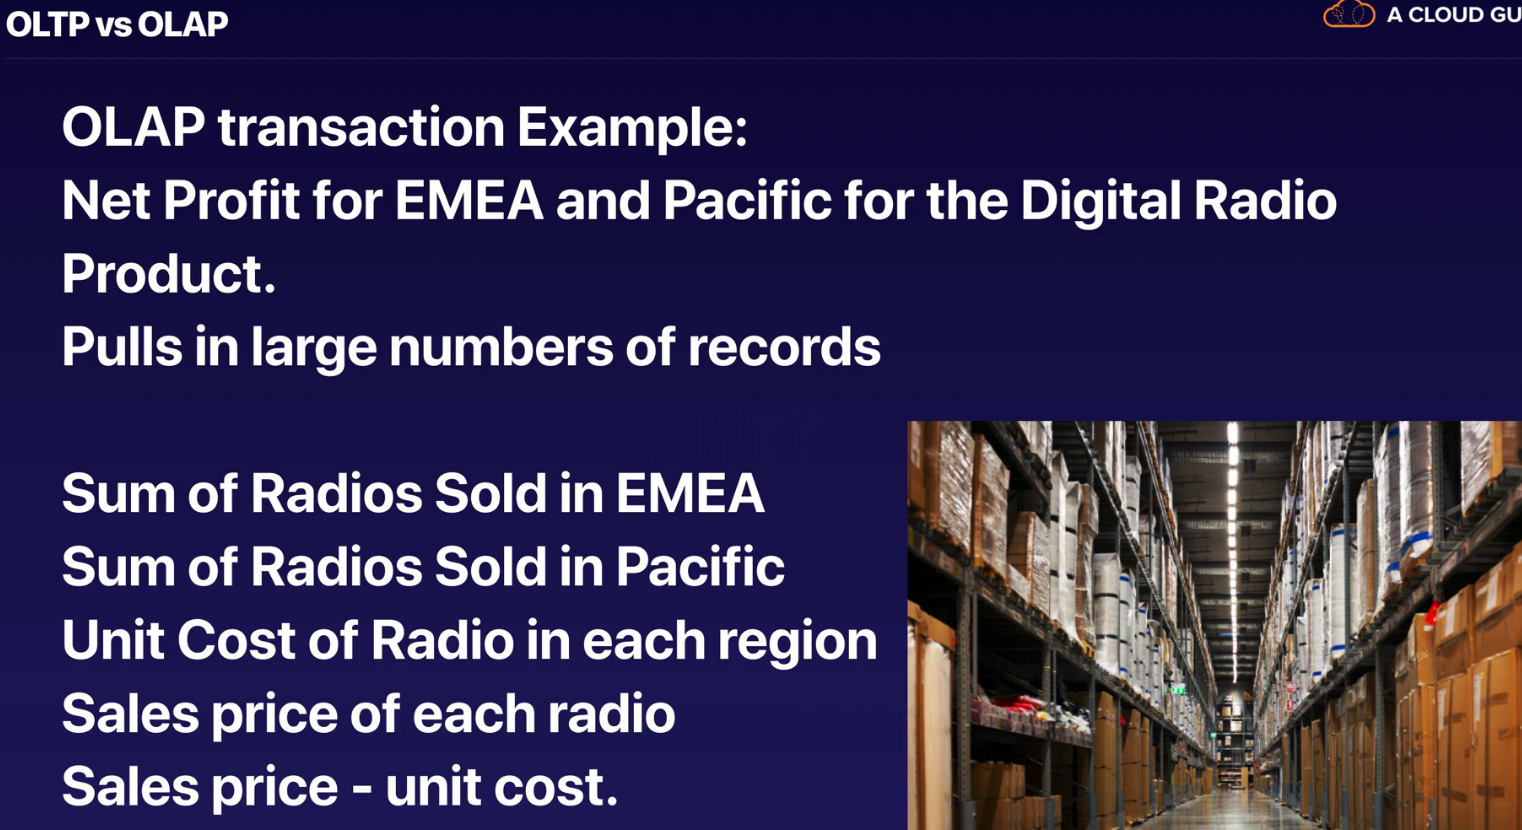 OLTP vs OLAP
A CLOUD GU
OLAP transaction Example:
Net Profit for EMEA and Pacific for the Digital Radio
Product.
Pulls in large numbers of records
Sum of Radios Sold in EMEA
Sum of Radios Sold in Pacific
Unit Cost of Radio in each region
Sales price of each radio
Sales price - unit cost.